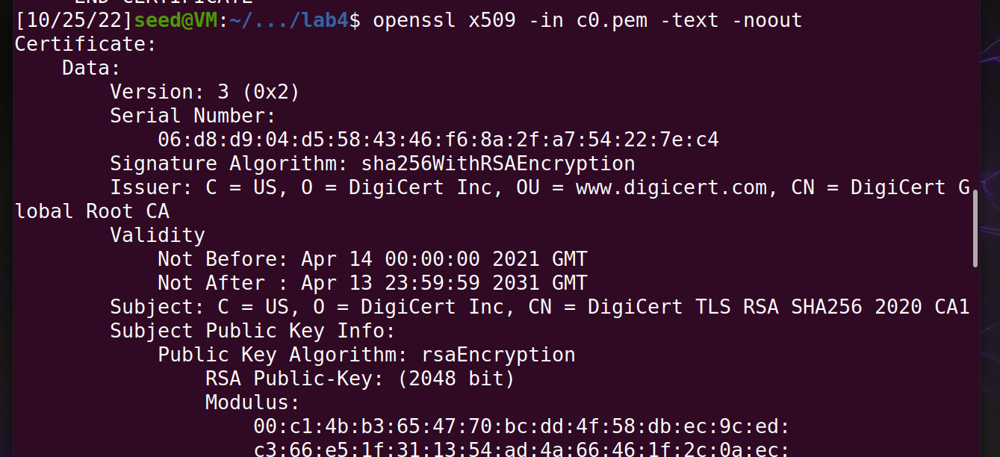 END CERTIFICATE
[10/25/22]seed@VM:~/.../lab4$ openssl x509 -in c0.pem -text -noout
Certificate:
    Data:
        Version: 3 (0x2)
        Serial Number:
            06:d8:d9:04:d5:58:43:46:f6:8a:2f:a7:54:22:7e:c4
        Signature Algorithm: sha256WithRSAEncryption
        Issuer: C = US, O = DigiCert Inc, OU = www.digicert.com, CN = DigiCert G
lobal Root CA
        Validity
            Not Before: Apr 14 00:00:00 2021 GMT
            Not After : Apr 13 23:59:59 2031 GMT
        Subject: C = US, O = DigiCert Inc, CN = DigiCert TLS RSA SHA256 2020 CA1
        Subject Public Key Info:
            Public Key Algorithm: rsaEncryption
                RSA Public-Key: (2048 bit)
                Modulus:
                    00:c1:4b:b3:65:47:70:bc:dd:4f:58:db:ec:9c:ed:
                    c3:66:e5:1f:31:13:54:ad:4a:66:46:1f:2c:0a:ec: